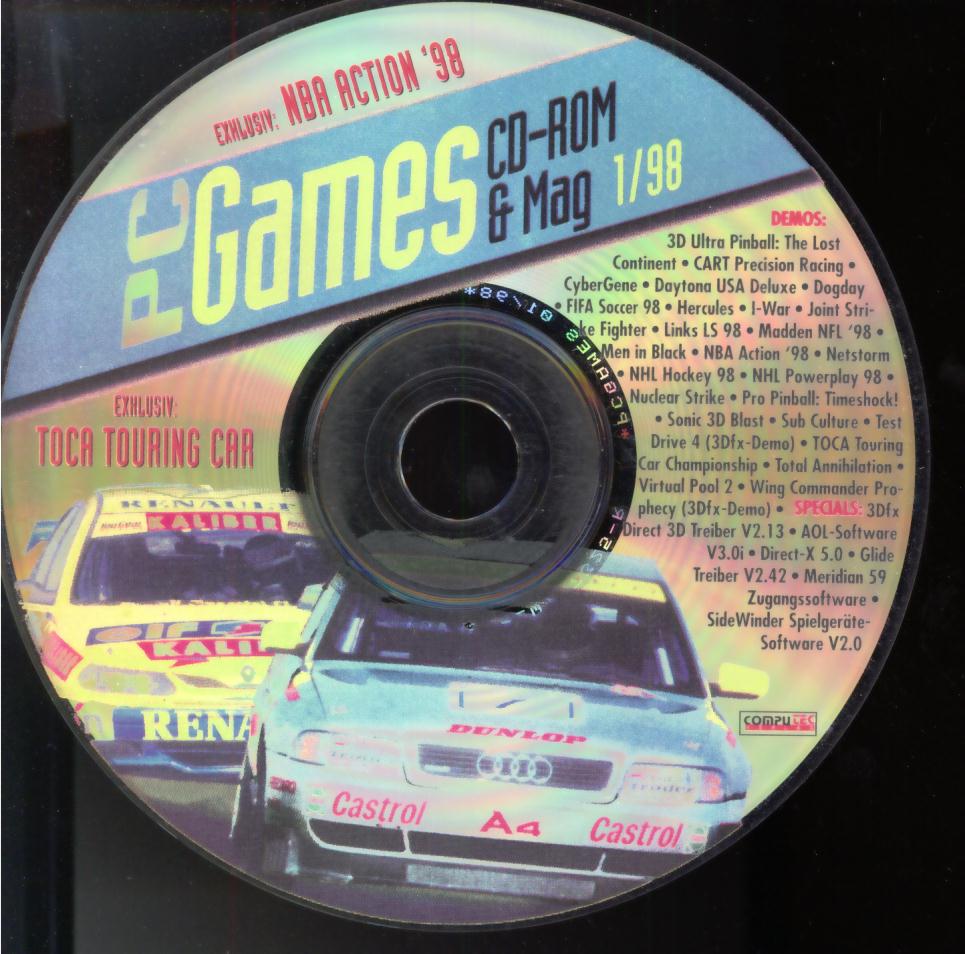 EXKLUSIV: NBA ACTION '98
PC Games CD-ROM
& Mag 1/98
DEMOS:
3D Ultra Pinball: The Lost
Continent • CART Precision Racing •
CyberGene • Daytona USA Deluxe • Dogday
• FIFA Soccer 98 • Hercules • I-War • Joint Stri-
ke Fighter • Links LS 98 • Madden NFL '98 •
Men in Black • NBA Action '98 • Netstorm
• NHL Hockey 98 • NHL Powerplay 98 •
Nuclear Strike • Pro Pinball: Timeshock!
• Sonic 3D Blast • Sub Culture • Test
Drive 4 (3Dfx-Demo) • TOCA Touring
Car Championship • Total Annihilation •
Virtual Pool 2 • Wing Commander Pro-
phecy (3Dfx-Demo) • SPECIALS: 3Dfx
Direct 3D Treiber V2.13 • AOL-Software
V3.0i • Direct-X 5.0 • Glide
Treiber V2.42 • Meridian 59
Zugangssoftware •
SideWinder Spielgeräte-
Software V2.0
COMPUTEC
*PCGAMES 01/98*
EXKLUSIV:
TOCA TOURING CAR
RENAULT
KALIBER
elf
KALI
RENA
DUNLOP
Castrol A4 Castrol